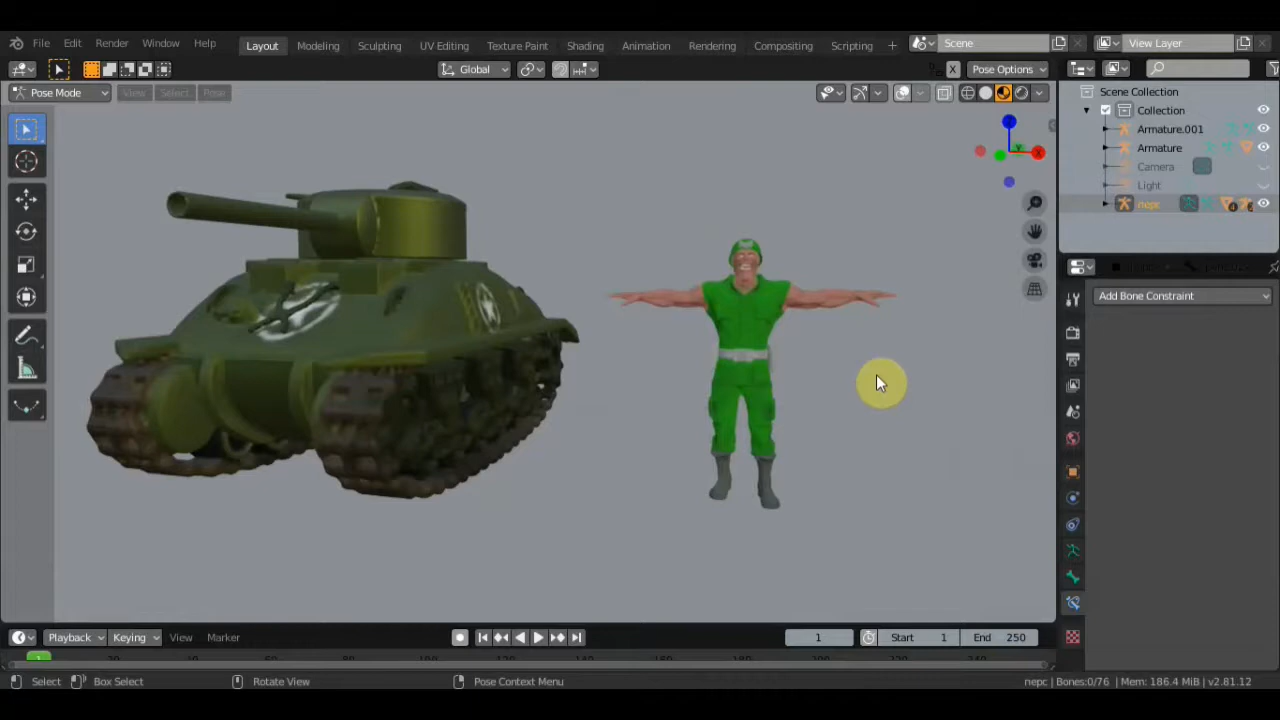 File Edit Render Window Help Layout Modeling Sculpting UV Editing Texture Paint Shading Animation Rendering Compositing Scripting + Scene View Layer
Global X Pose Options
Pose Mode View Select Pose
Scene Collection
Collection
Armature.001
Armature
Camera
Light
nepc
Add Bone Constraint
Playback Keying View Marker 1 Start 1 End 250
1
Select Box Select Rotate View Pose Context Menu nepc | Bones:0/76 | Mem: 186.4 MiB | v2.81.12